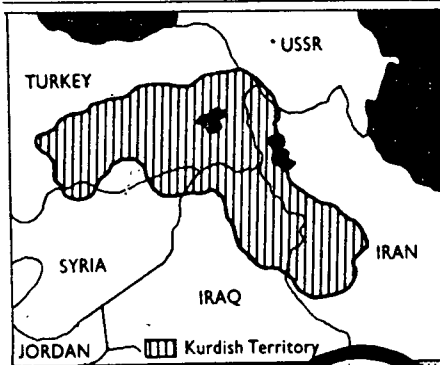 USSR
TURKEY
SYRIA
IRAN
IRAQ
JORDAN
Kurdish Territory